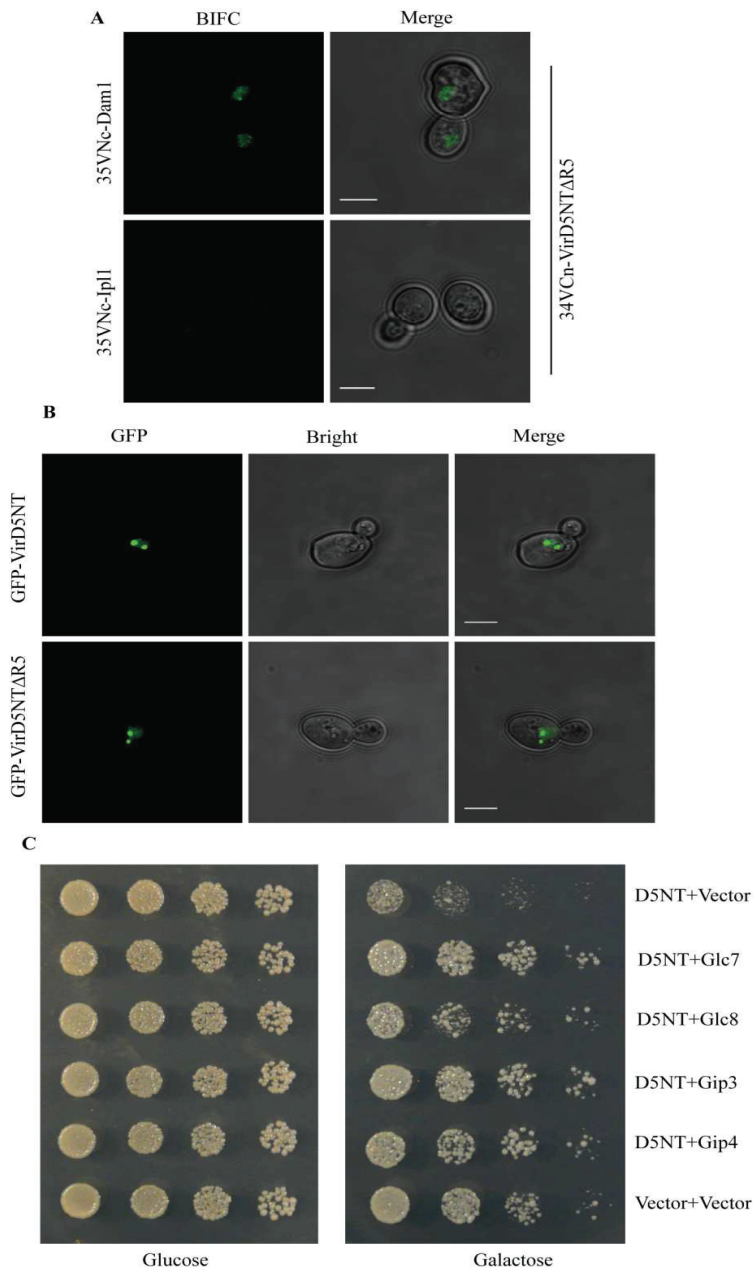 A
BIFC
Merge
35VNc-Dam1
35VNc-Ipl1
34VCn-VirD5NTΔR5
B
GFP
Bright
Merge
GFP-VirD5NT
GFP-VirD5NTΔR5
C
D5NT+Vector
D5NT+Glc7
D5NT+Glc8
D5NT+Gip3
D5NT+Gip4
Vector+Vector
Glucose
Galactose